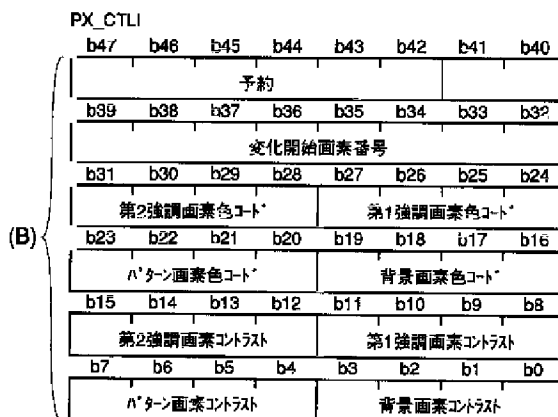 PX_CTLI
b47 b46 b45 b44 b43 b42 b41 b40
予約
b39 b38 b37 b36 b35 b34 b33 b32
変化開始画素番号
b31 b30 b29 b28 b27 b26 b25 b24
第2強調画素色コード 第1強調画素色コード
(B)
b23 b22 b21 b20 b19 b18 b17 b16
パターン画素色コード 背景画素色コード
b15 b14 b13 b12 b11 b10 b9 b8
第2強調画素コントラスト 第1強調画素コントラスト
b7 b6 b5 b4 b3 b2 b1 b0
パターン画素コントラスト 背景画素コントラスト